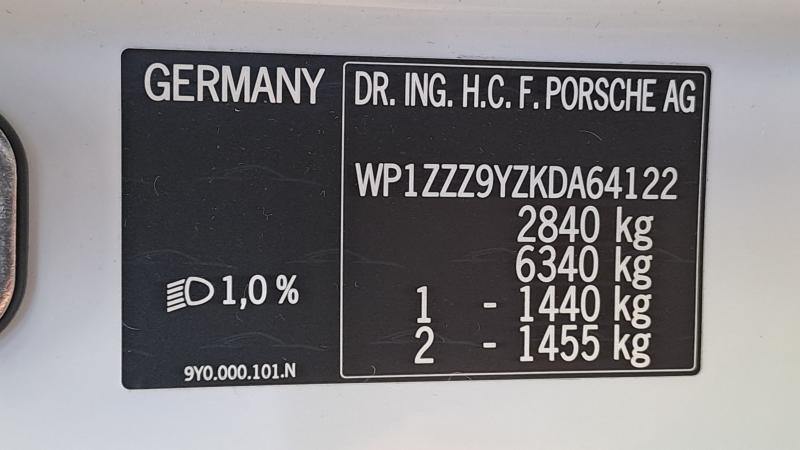 GERMANY
1,0 %
9Y0.000.101.N
DR. ING. H.C. F. PORSCHE AG
WP1ZZZ9YZKDA64122
2840 kg
6340 kg
1 - 1440 kg
2 - 1455 kg